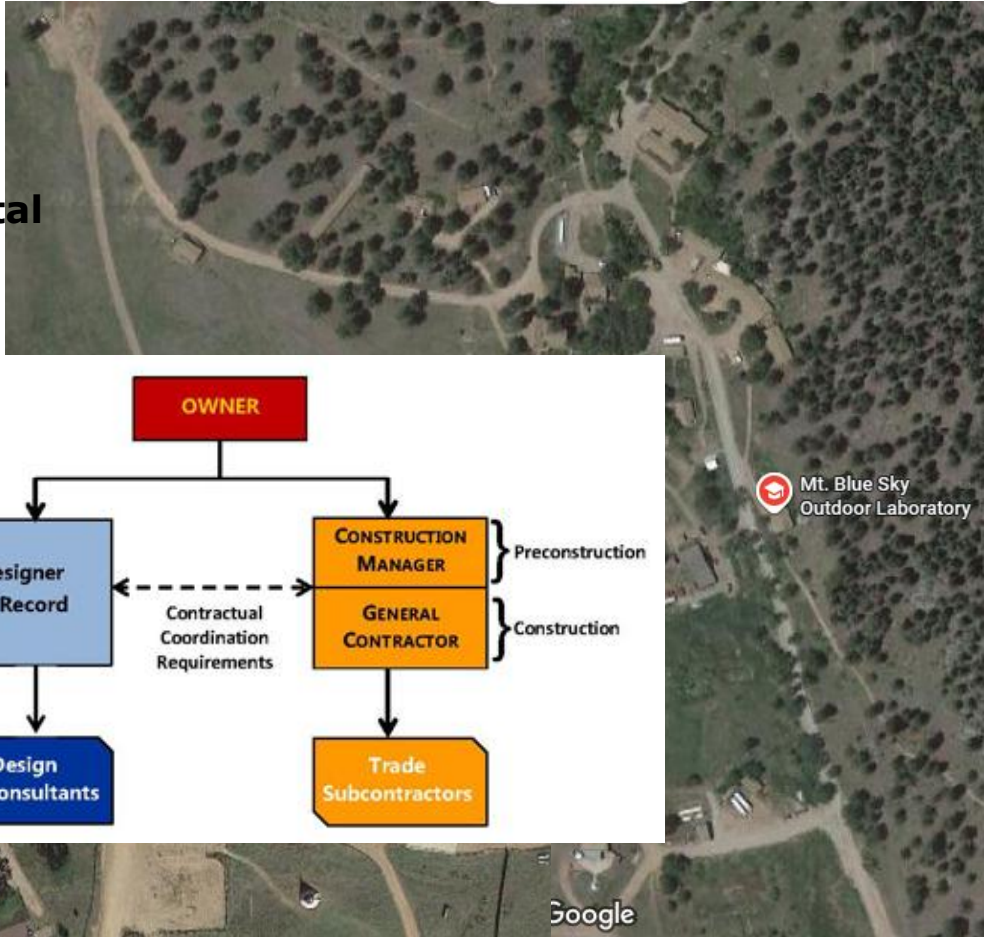 tal
OWNER
esigner
Record
Contractual
Coordination
Requirements
CONSTRUCTION
MANAGER
Preconstruction
GENERAL
CONTRACTOR
Construction
Design
onsultants
Trade
Subcontractors
Mt. Blue Sky
Outdoor Laboratory
Google